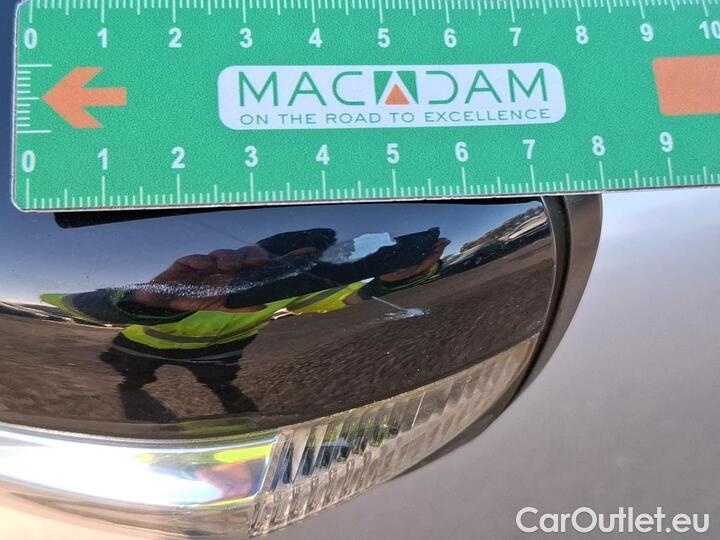 0 1 2 3 4 5 6 7 8 9 10
MACADAM
ON THE ROAD TO EXCELLENCE
0 1 2 3 4 5 6 7 8 9
CarOutlet.eu